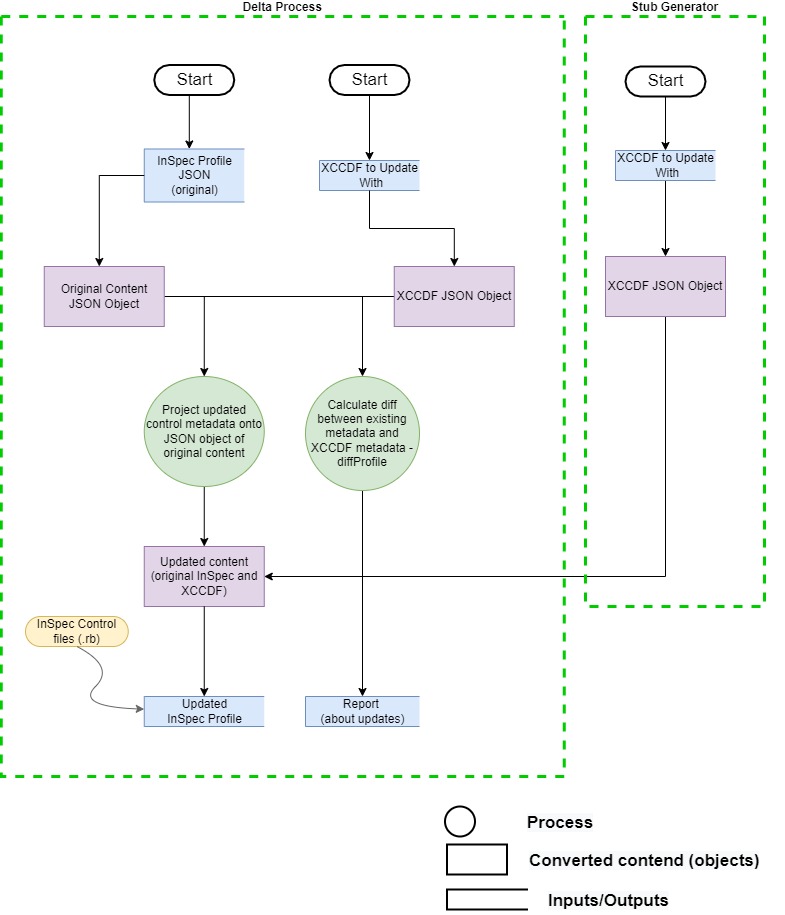 Delta Process
Stub Generator
Start
Start
Start
InSpec Profile
JSON
(original)
XCCDF to Update
With
XCCDF to Update
With
Original Content
JSON Object
XCCDF JSON Object
XCCDF JSON Object
Project updated
control metadata onto
JSON object of
original content
Calculate diff
between existing
metadata and
XCCDF metadata -
diffProfile
Updated content
(original InSpec and
XCCDF)
InSpec Control
files (.rb)
Updated
InSpec Profile
Report
(about updates)
Process
Converted contend (objects)
Inputs/Outputs